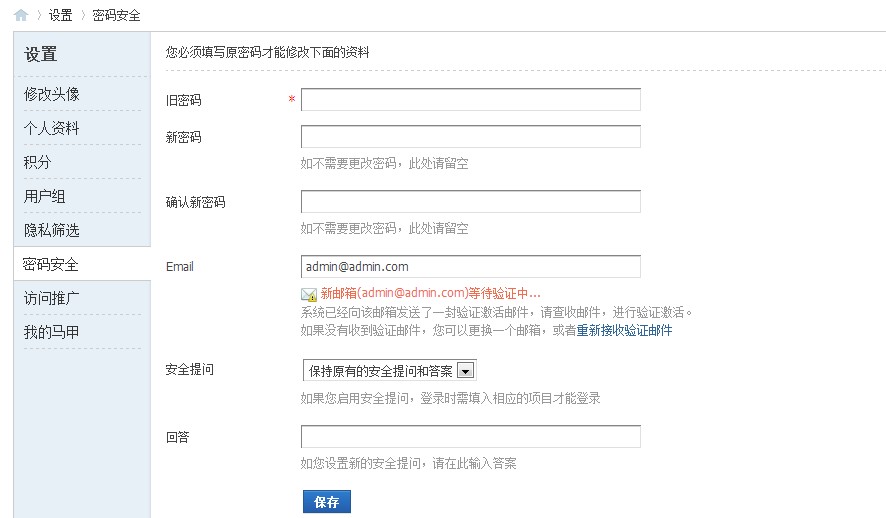 设置 〉 密码安全
设置
修改头像
个人资料
积分
用户组
隐私筛选
密码安全
访问推广
我的马甲
您必须填写原密码才能修改下面的资料
旧密码 *
新密码
如不需要更改密码，此处请留空
确认新密码
如不需要更改密码，此处请留空
Email admin@admin.com
新邮箱(admin@admin.com)等待验证中...
系统已经向该邮箱发送了一封验证激活邮件，请查收邮件，进行验证激活。
如果没有收到验证邮件，您可以更换一个邮箱，或者重新接收验证邮件
安全提问 保持原有的安全提问和答案
如果您启用安全提问，登录时需填入相应的项目才能登录
回答
如您设置新的安全提问，请在此输入答案
保存